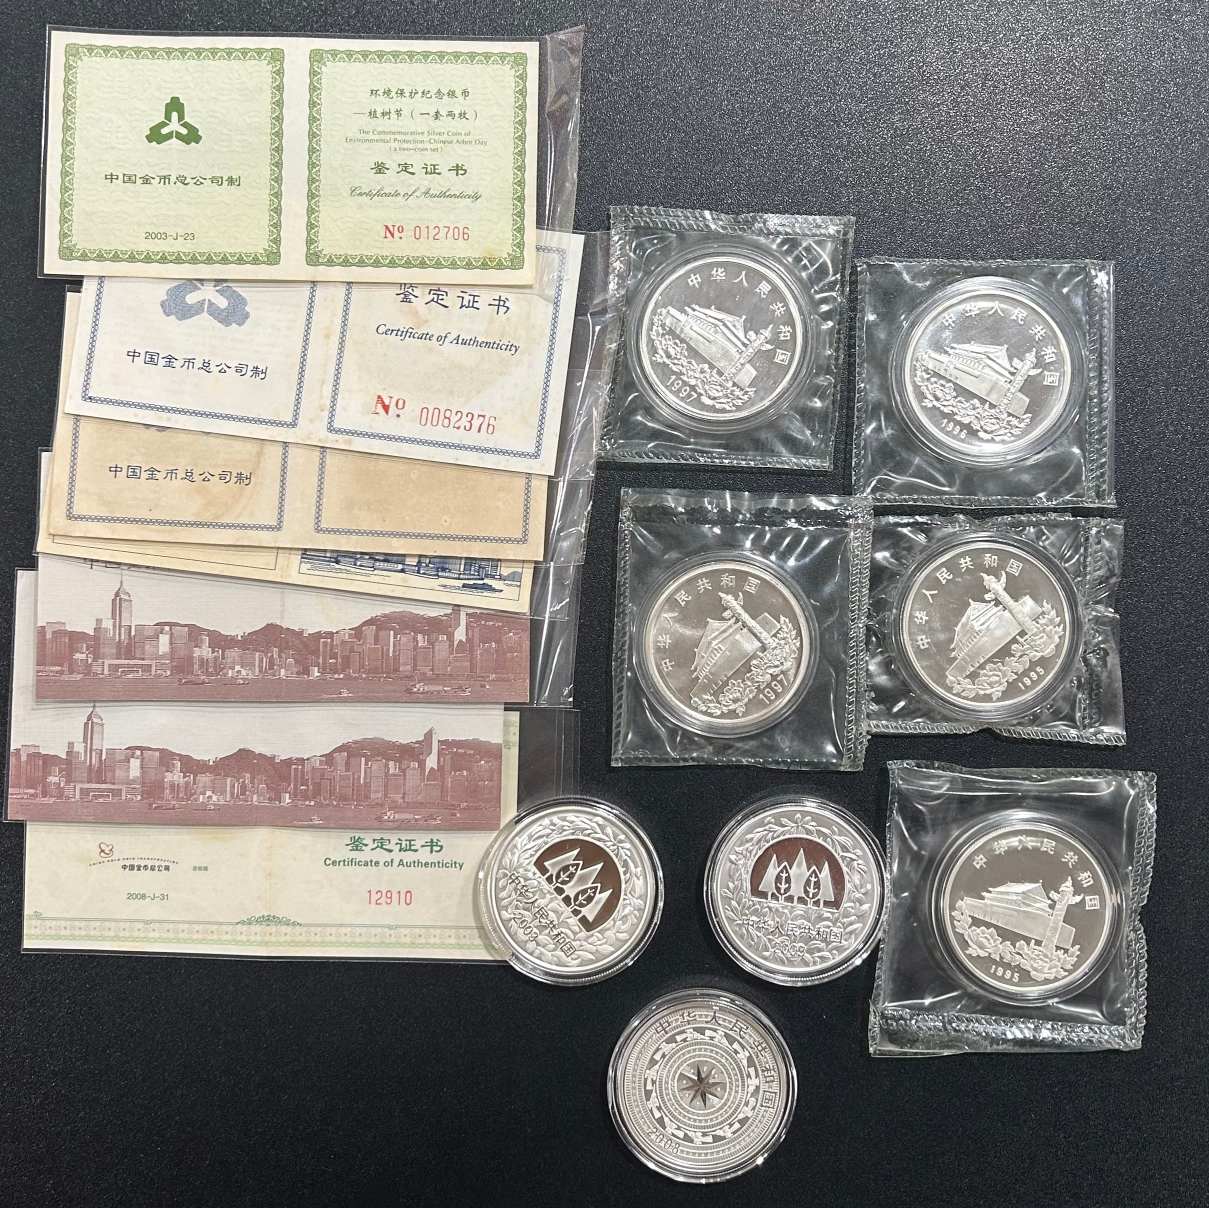 中国金币总公司制
2003-J-23
环境保护纪念银币
—植树节（一套两枚）
The Commemorative Silver Coin of
Environmental Protection-Chinese Arbor Day
(a two-coin set)
鉴定证书
Certificate of Authenticity
Nº 012706
中国金币总公司制
鉴定证书
Certificate of Authenticity
Nº 0082376
中国金币总公司制
中国金币总公司
2008-J-31
鉴定证书
Certificate of Authenticity
12910
中华人民共和国
1997
中华人民共和国
1996
中华人民共和国
1997
中华人民共和国
1995
中华人民共和国
1995
中华人民共和国
2003
中华人民共和国
2003
中华人民共和国
2008